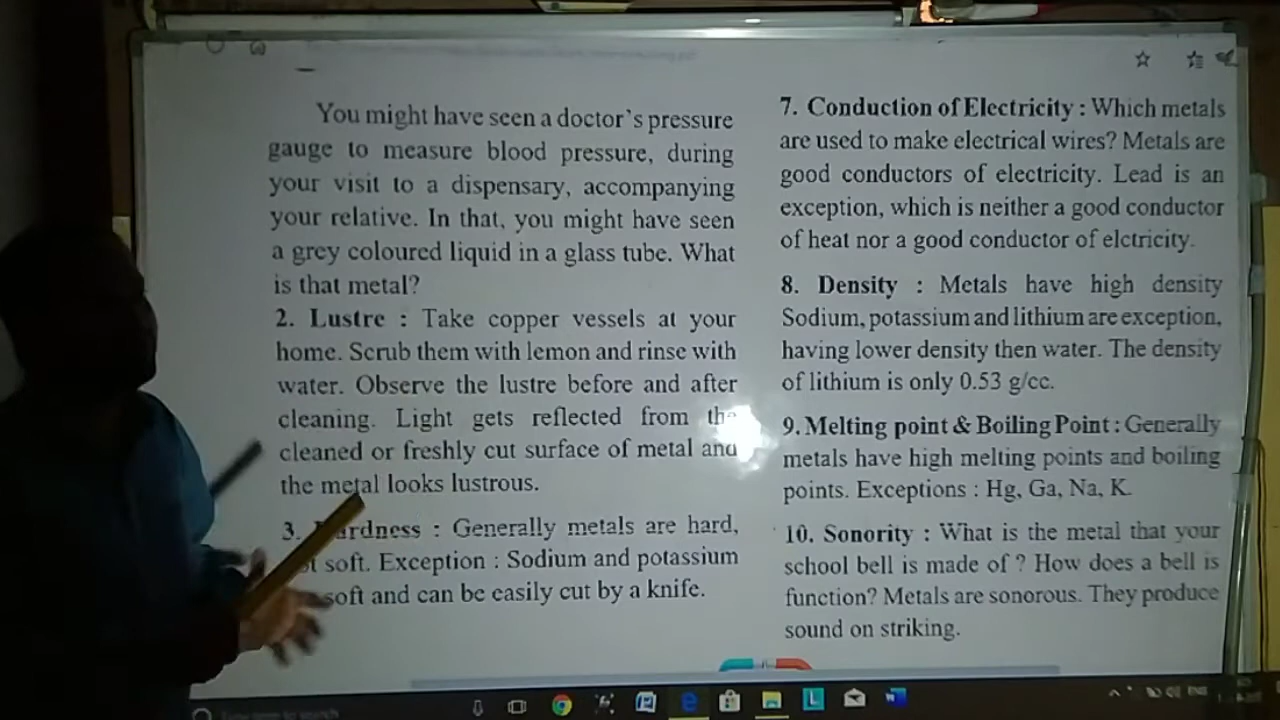 You might have seen a doctor's pressure
gauge to measure blood pressure, during
your visit to a dispensary, accompanying
your relative. In that, you might have seen
a grey coloured liquid in a glass tube. What
is that metal?
2. Lustre : Take copper vessels at your
home. Scrub them with lemon and rinse with
water. Observe the lustre before and after
cleaning. Light gets reflected from the
cleaned or freshly cut surface of metal and
the metal looks lustrous.
3. Hardness : Generally metals are hard,
soft. Exception : Sodium and potassium
soft and can be easily cut by a knife.
7. Conduction of Electricity : Which metals
are used to make electrical wires? Metals are
good conductors of electricity. Lead is an
exception, which is neither a good conductor
of heat nor a good conductor of elctricity.
8. Density : Metals have high density
Sodium, potassium and lithium are exception,
having lower density then water. The density
of lithium is only 0.53 g/cc.
9. Melting point & Boiling Point : Generally
metals have high melting points and boiling
points. Exceptions : Hg, Ga, Na, K.
10. Sonority : What is the metal that your
school bell is made of ? How does a bell is
function? Metals are sonorous. They produce
sound on striking.